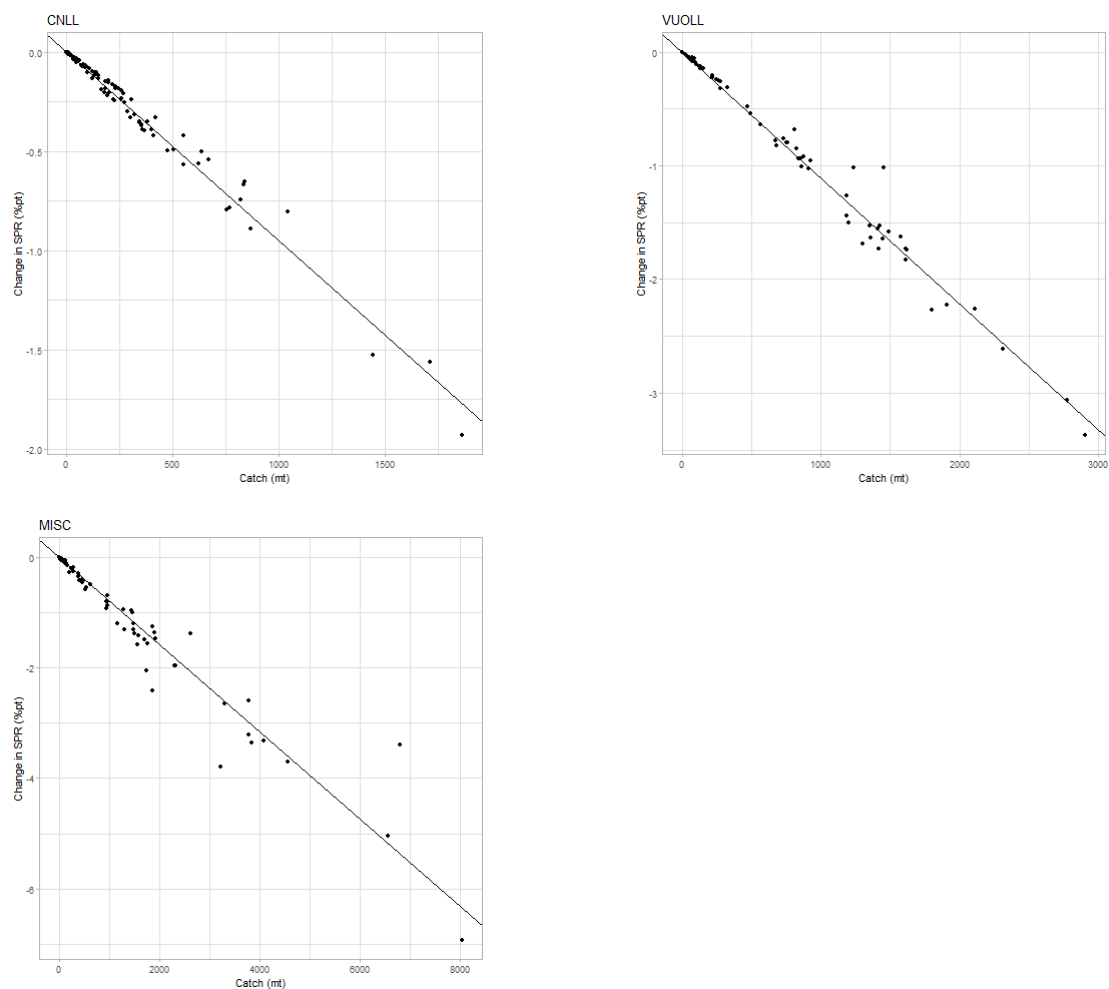 CNLL
0.0
-0.5
-1.0
-1.5
-2.0
Change in SPR (%pt)
0 500 1000 1500
Catch (mt)
VUOLL
0
-1
-2
-3
Change in SPR (%pt)
0 1000 2000 3000
Catch (mt)
MISC
0
-2
-4
-6
Change in SPR (%pt)
0 2000 4000 6000 8000
Catch (mt)